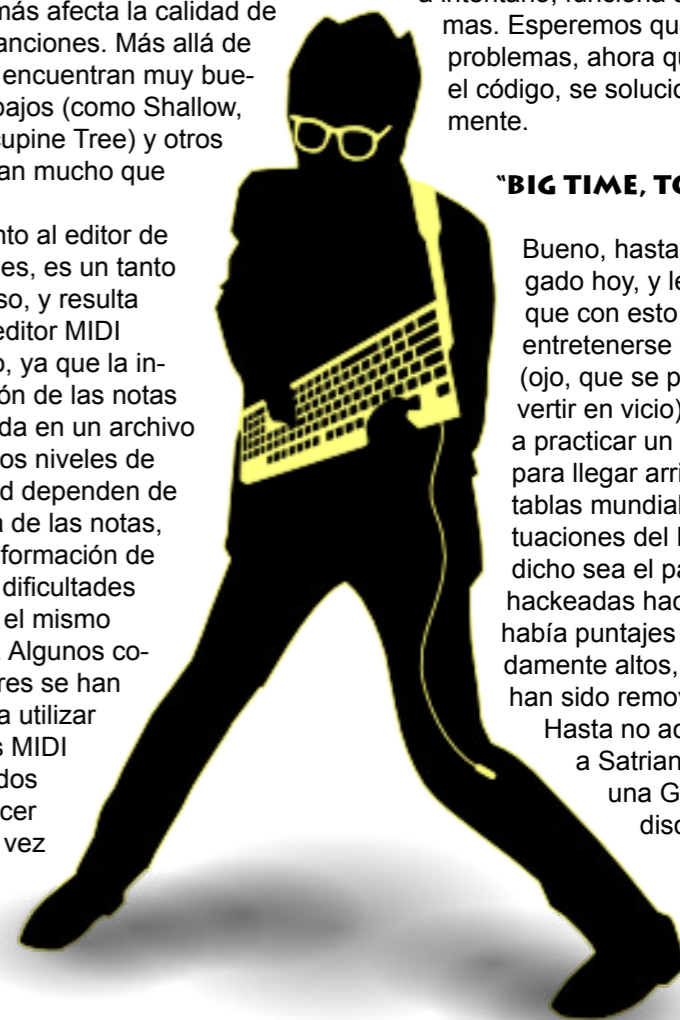 más afecta la calidad de
anciones. Más allá de
encuentran muy bue-
bajos (como Shallow,
cupine Tree) y otros
an mucho que
nto al editor de
es, es un tanto
so, y resulta
editor MIDI
o, ya que la in-
ón de las notas
da en un archivo
os niveles de
d dependen de
a de las notas,
formación de
dificultades
el mismo
Algunos co-
res se han
a utilizar
s MIDI
dos
cer
vez
a intentarlo, funciona
mas. Esperemos qu
problemas, ahora qu
el código, se solucio
mente.
"BIG TIME, TO
Bueno, hasta
gado hoy, y le
que con esto
entretenerse
(ojo, que se p
vertir en vicio)
a practicar un
para llegar arri
tablas mundial
tuaciones del
dicho sea el pa
hackeadas hac
había puntajes
damente altos,
han sido remov
Hasta no ac
a Satrian
una G
disc